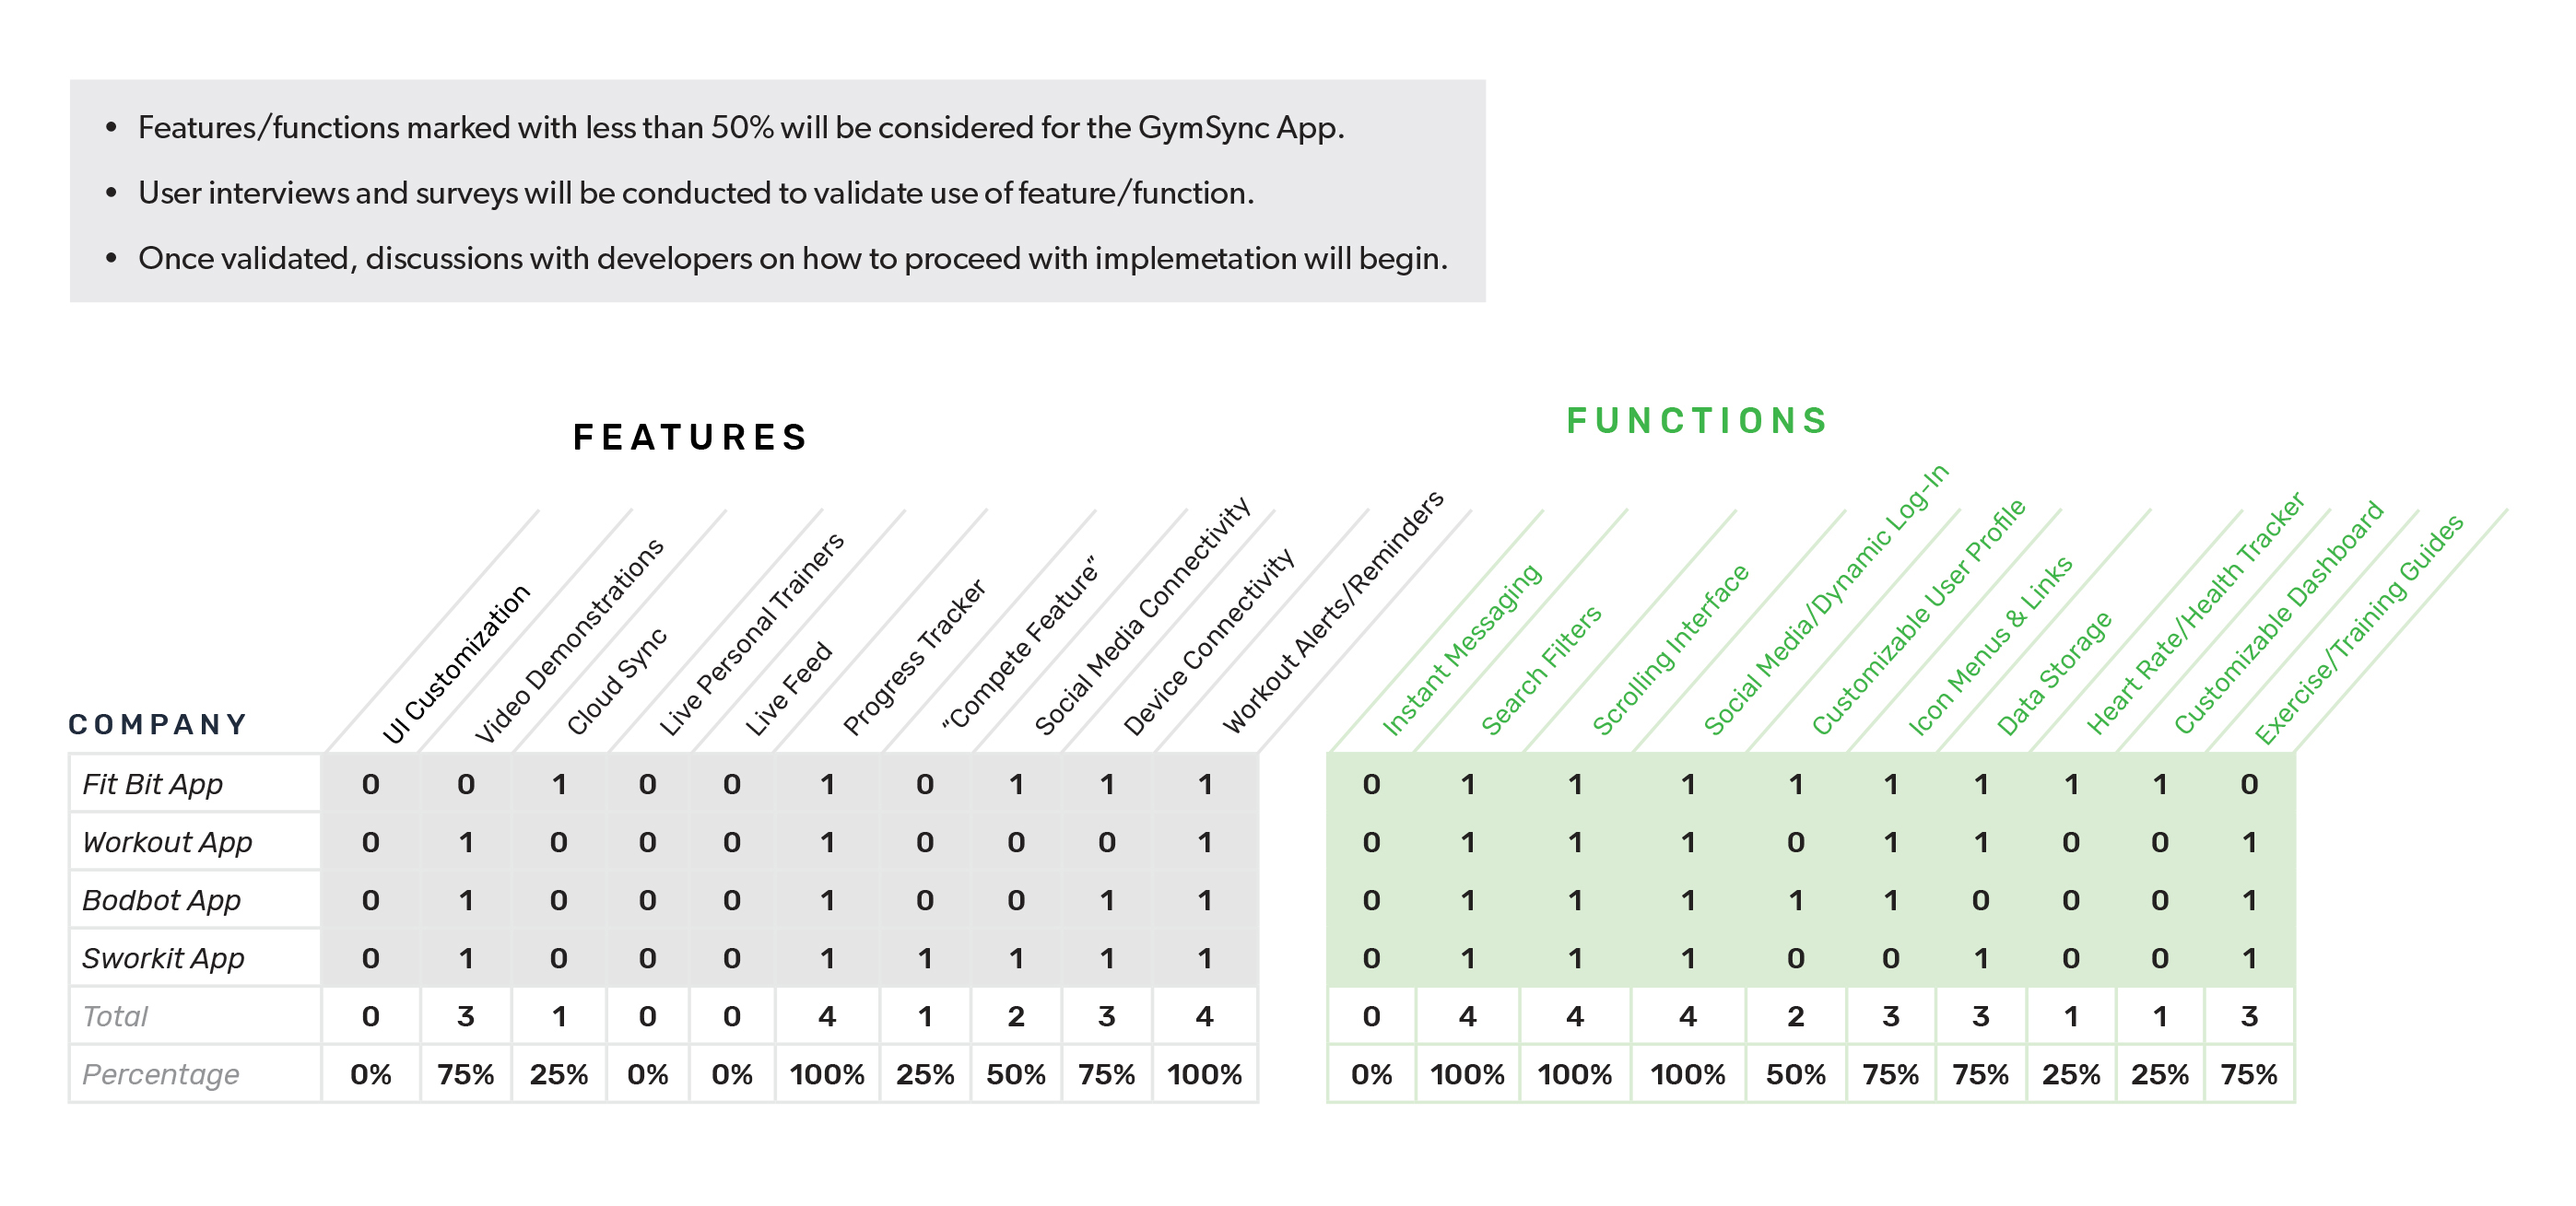 • Features/functions marked with less than 50% will be considered for the GymSync App.
• User interviews and surveys will be conducted to validate use of feature/function.
• Once validated, discussions with developers on how to proceed with implemetation will begin.
FEATURES
FUNCTIONS
COMPANY
UI Customization
Video Demonstrations
Cloud Sync
Live Personal Trainers
Live Feed
Progress Tracker
“Compete Feature”
Social Media Connectivity
Device Connectivity
Workout Alerts/Reminders
Instant Messaging
Search Filters
Scrolling Interface
Social Media/Dynamic Log-In
Customizable User Profile
Icon Menus & Links
Data Storage
Heart Rate/Health Tracker
Customizable Dashboard
Exercise/Training Guides
Fit Bit App 0 0 1 0 0 1 0 1 1 1 0 1 1 1 1 1 1 1 1 0
Workout App 0 1 0 0 0 1 0 0 0 1 0 1 1 1 0 1 1 0 0 1
Bodbot App 0 1 0 0 0 1 0 0 1 1 0 1 1 1 1 1 0 0 0 1
Sworkit App 0 1 0 0 0 1 1 1 1 1 0 1 1 1 0 0 1 0 0 1
Total 0 3 1 0 0 4 1 2 3 4 0 4 4 4 2 3 3 1 1 3
Percentage 0% 75% 25% 0% 0% 100% 25% 50% 75% 100% 0% 100% 100% 100% 50% 75% 75% 25% 25% 75%